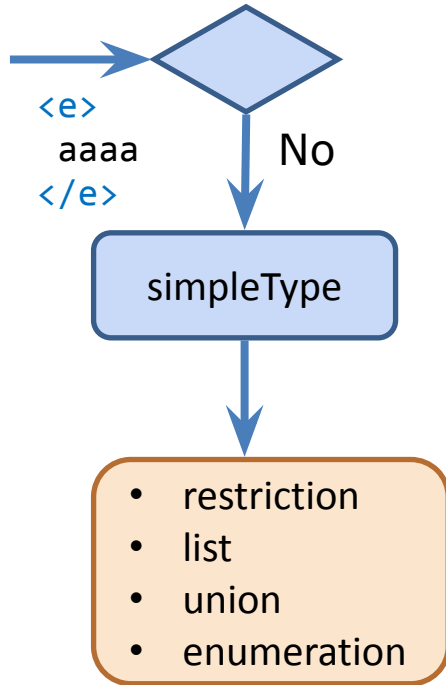 <e>
aaaa
</e>
No
simpleType
• restriction
• list
• union
• enumeration